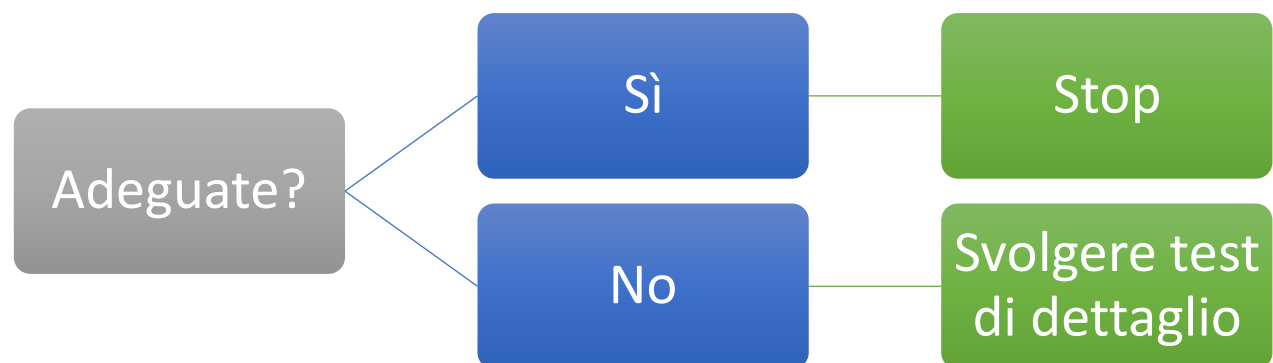 Adeguate?
Sì
Stop
No
Svolgere test
di dettaglio